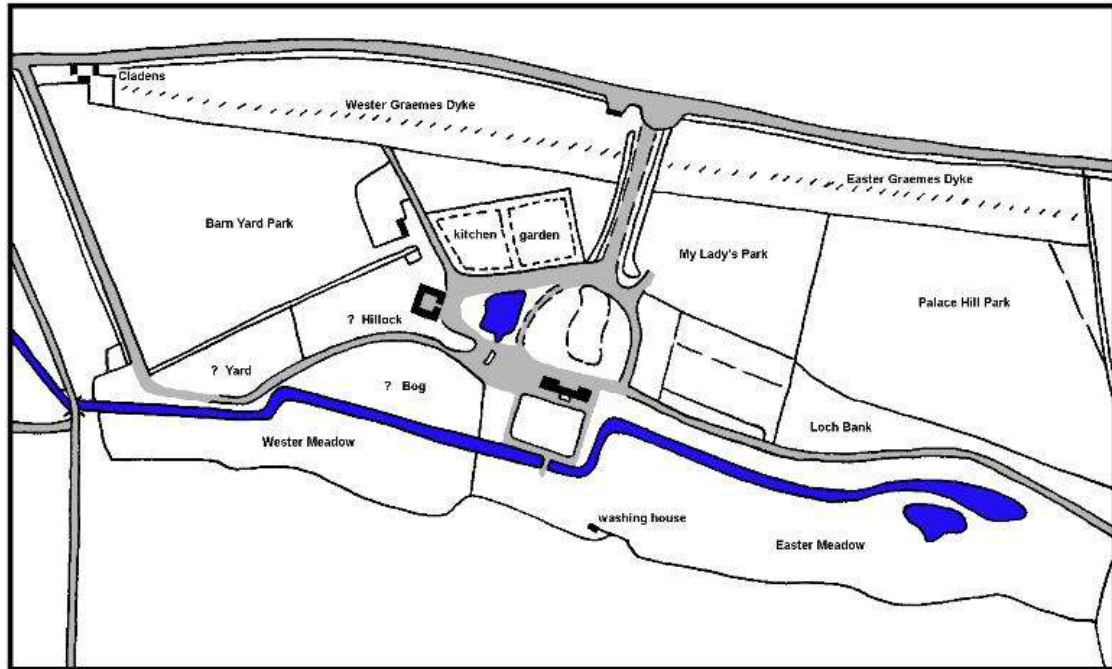 Cladens
Wester Graemes Dyke
Easter Graemes Dyke
Barn Yard Park
kitchen garden
My Lady's Park
Palace Hill Park
? Hillock
? Yard
? Bog
Loch Bank
Wester Meadow
washing house
Easter Meadow